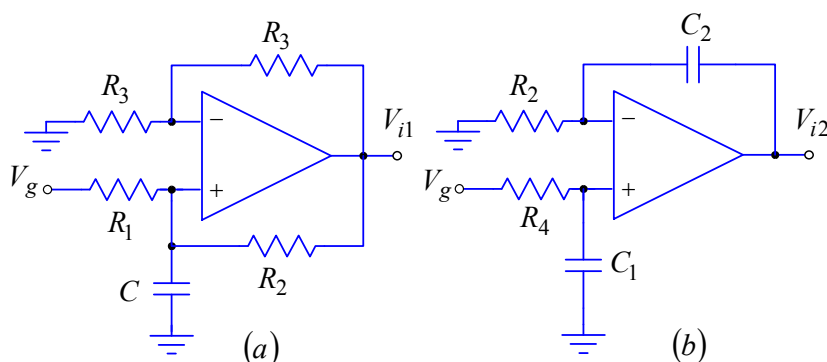 R3
C2
R3
R2
Vi1
Vi2
−
−
Vg
+
Vg
+
R1
R4
R2
C
C1
(a)
(b)